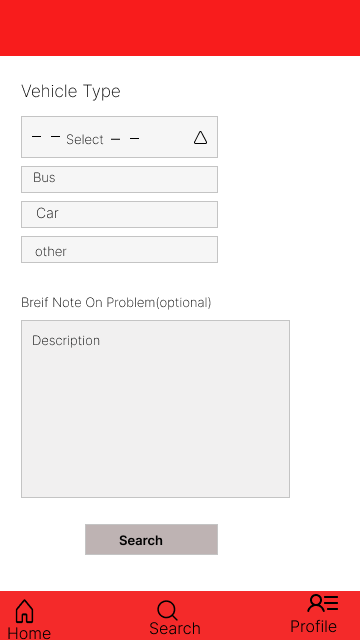 Vehicle Type
-- Select --
Bus
Car
other
Breif Note On Problem(optional)
Description
Search
Home
Search
Profile